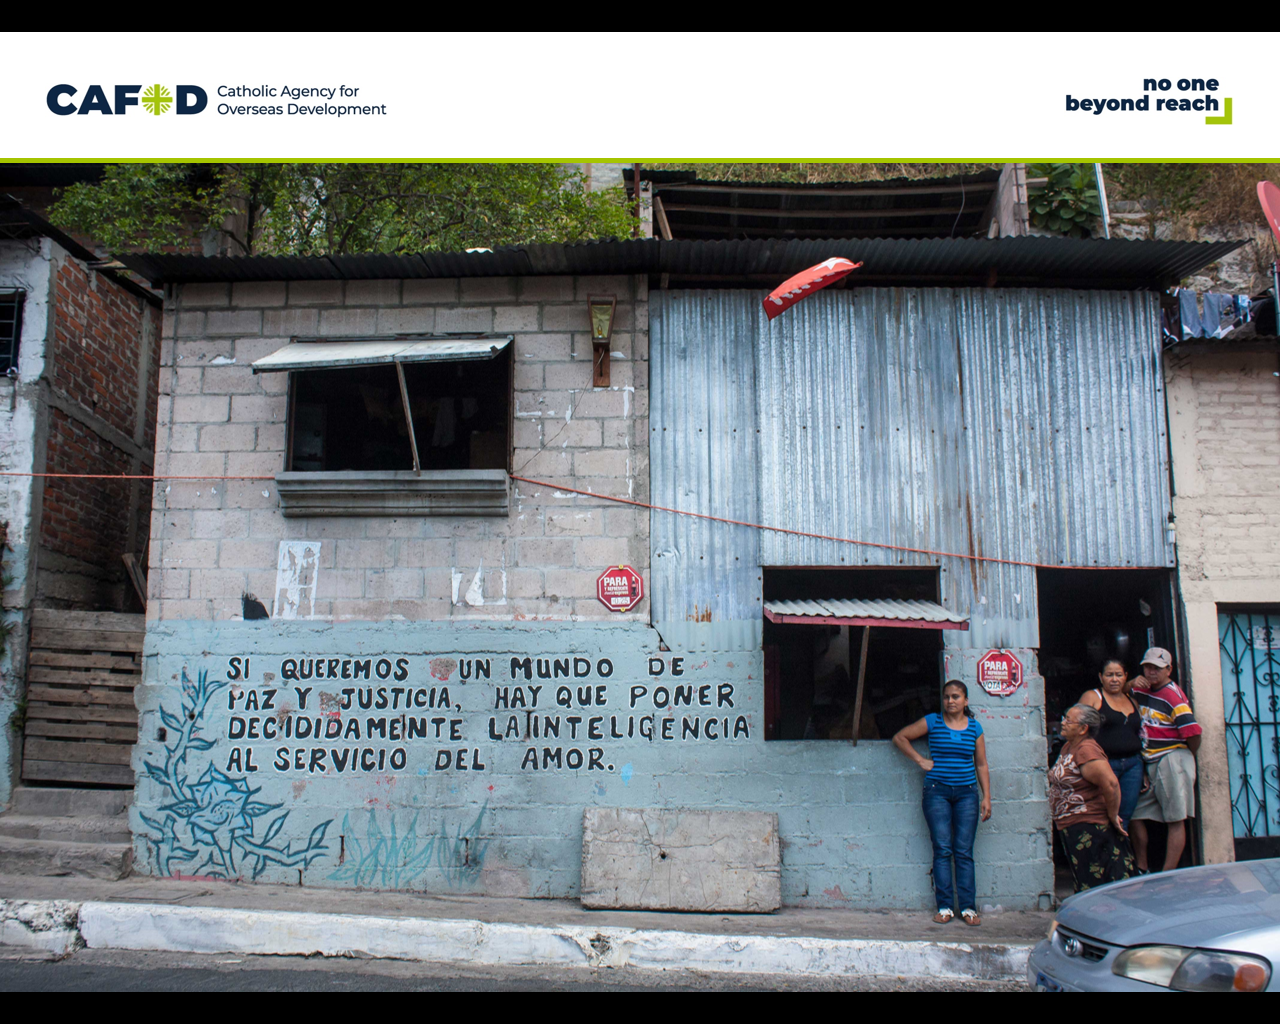 CAFOD
Catholic Agency for
Overseas Development
no one
beyond reach
PARA
PARA
SI QUEREMOS UN MUNDO DE
PAZ Y JUSTICIA, HAY QUE PONER
DECIDIDAMENTE LA INTELIGENCIA
AL SERVICIO DEL AMOR.